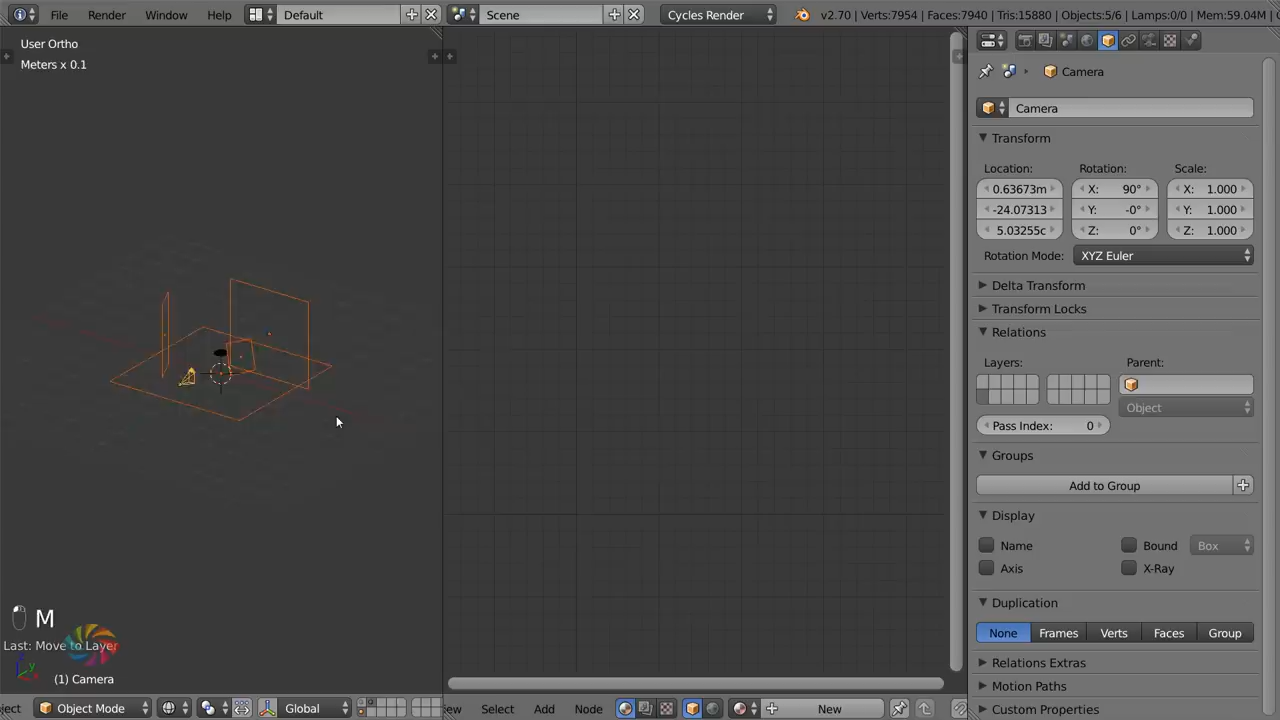 File Render Window Help Default Scene Cycles Render v2.70 | Verts:7954 | Faces:7940 | Tris:15880 | Objects:5/6 | Lamps:0/0 | Mem:59.04M
User Ortho
Meters x 0.1
Camera
Camera
Transform
Location: Rotation: Scale:
0.63673m X: 90° X: 1.000
-24.07313 Y: -0° Y: 1.000
5.03255c Z: 0° Z: 1.000
Rotation Mode: XYZ Euler
Delta Transform
Transform Locks
Relations
Layers: Parent:
Object
Pass Index: 0
Groups
Add to Group
Display
Name Bound Box
Axis X-Ray
Duplication
None Frames Verts Faces Group
Relations Extras
Motion Paths
Custom Properties
M
Last: Move to Layer
y
(1) Camera
ject Object Mode Global ew Select Add Node New